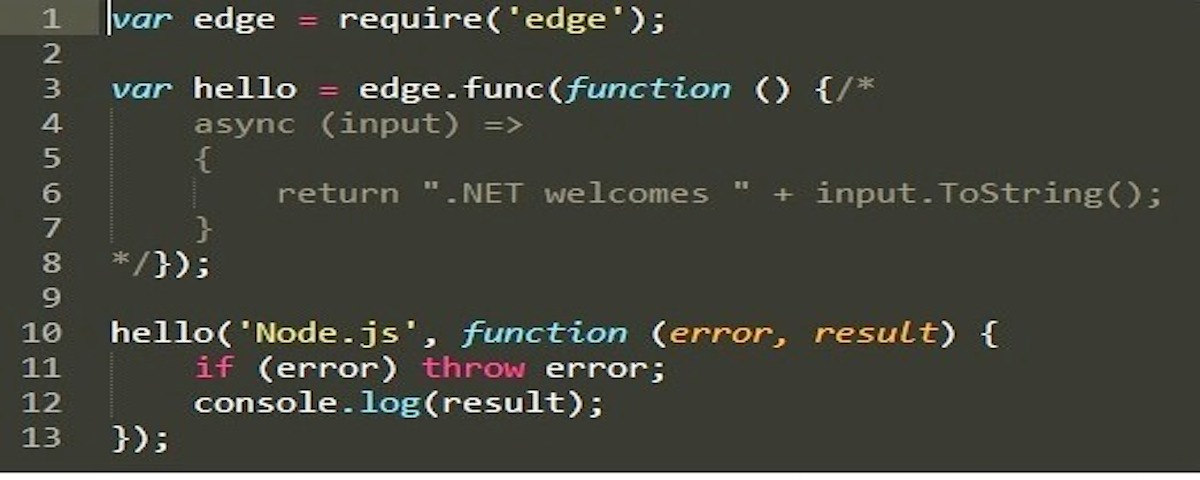 1 var edge = require('edge');
2
3 var hello = edge.func(function () {/*
4     async (input) =>
5     {
6         return ".NET welcomes " + input.ToString();
7     }
8 */});
9
10 hello('Node.js', function (error, result) {
11     if (error) throw error;
12     console.log(result);
13 });